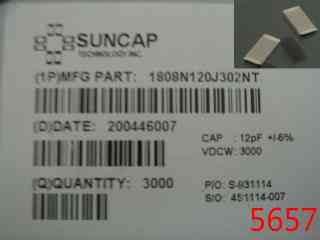 SUNCAP
TECHNOLOGY INC.
(1P)MFG PART: 1808N120J302NT
(D)DATE: 200446007
CAP : 12pF +/-5%
VDCW: 3000
(Q)QUANTITY: 3000
P/O: S-931114
S/O: 451114-007
5657